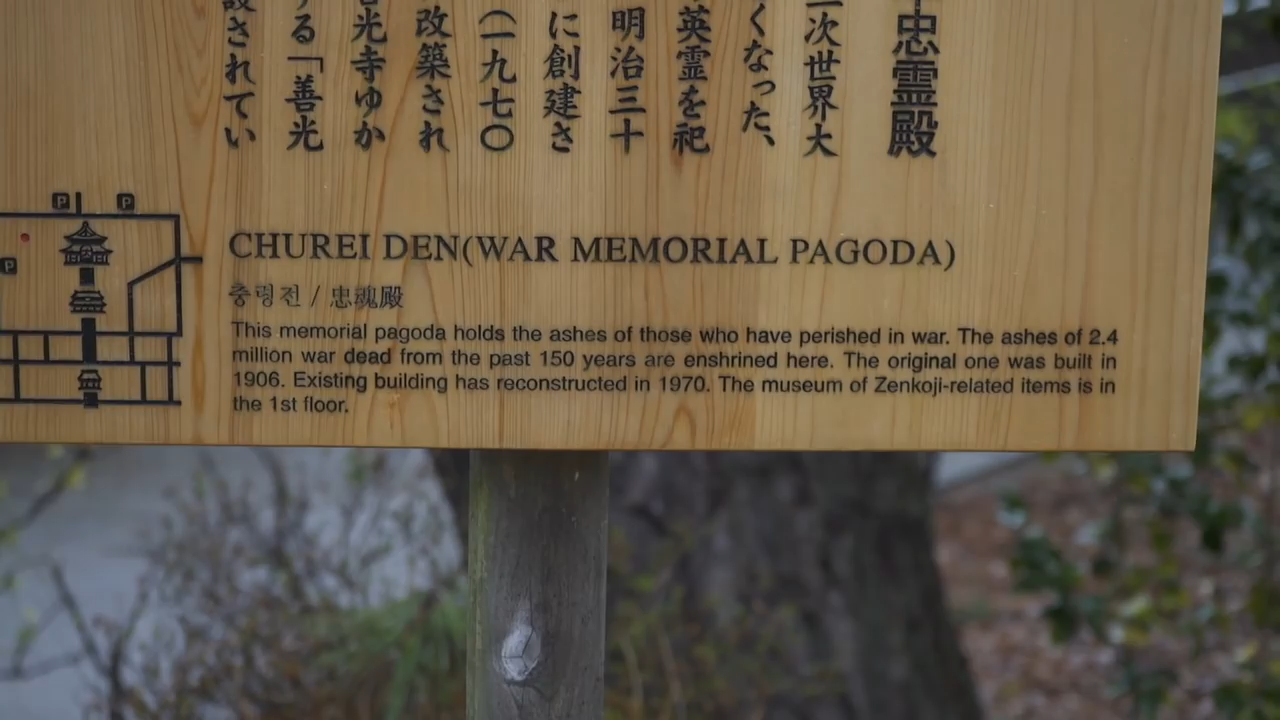 忠霊殿
二次世界大
くなった、
英霊を祀
明治三十
に創建さ
(一九七〇
改築され
光寺ゆか
する「善光
設されてい
P P
P
CHUREI DEN(WAR MEMORIAL PAGODA)
충령전 / 忠魂殿
This memorial pagoda holds the ashes of those who have perished in war. The ashes of 2.4
million war dead from the past 150 years are enshrined here. The original one was built in
1906. Existing building has reconstructed in 1970. The museum of Zenkoji-related items is in
the 1st floor.